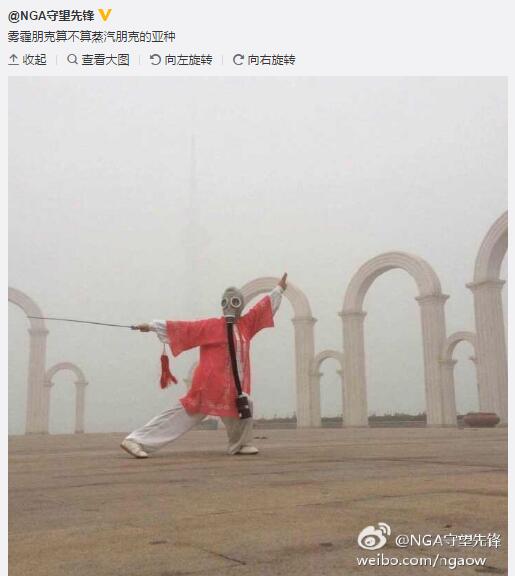 @NGA守望先锋
雾霾朋克算不算蒸汽朋克的亚种
收起 查看大图 向左旋转 向右旋转
@NGA守望先锋
weibo.com/ngaow